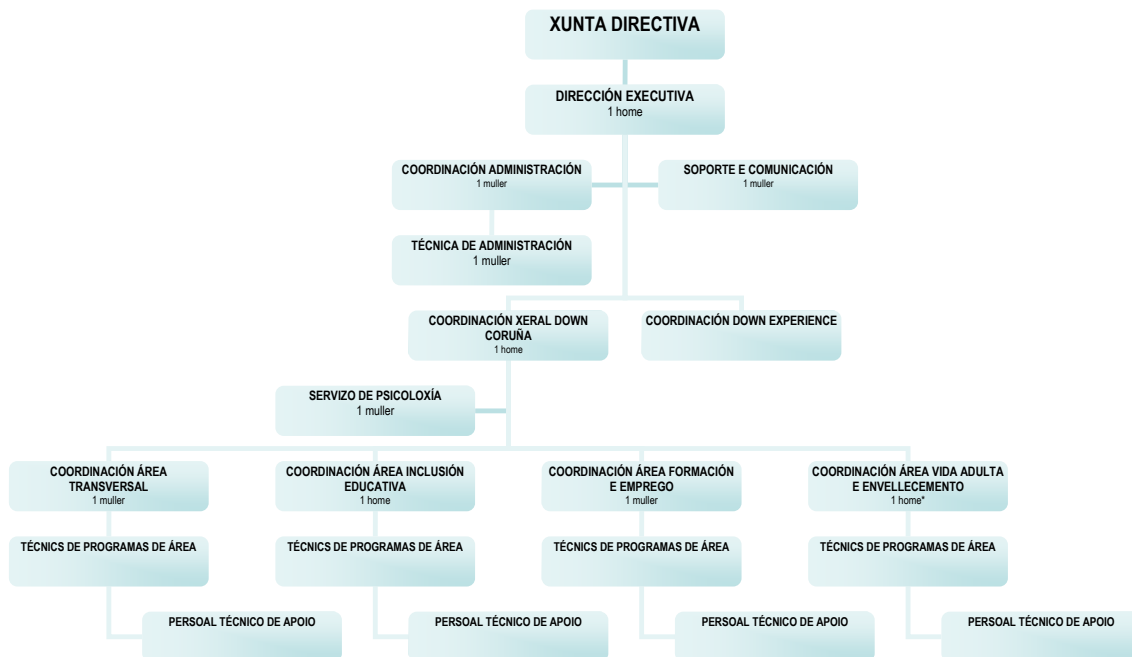 XUNTA DIRECTIVA
DIRECCIÓN EXECUTIVA
1 home
COORDINACIÓN ADMINISTRACIÓN
1 muller
SOPORTE E COMUNICACIÓN
1 muller
TÉCNICA DE ADMINISTRACIÓN
1 muller
COORDINACIÓN XERAL DOWN
CORUÑA
1 home
COORDINACIÓN DOWN EXPERIENCE
SERVIZO DE PSICOLOXÍA
1 muller
COORDINACIÓN ÁREA
TRANSVERSAL
1 muller
COORDINACIÓN ÁREA INCLUSIÓN
EDUCATIVA
1 home
COORDINACIÓN ÁREA FORMACIÓN
E EMPREGO
1 muller
COORDINACIÓN ÁREA VIDA ADULTA
E ENVELLECEMENTO
1 home*
TÉCNICS DE PROGRAMAS DE ÁREA
TÉCNICS DE PROGRAMAS DE ÁREA
TÉCNICS DE PROGRAMAS DE ÁREA
TÉCNICS DE PROGRAMAS DE ÁREA
PERSOAL TÉCNICO DE APOIO
PERSOAL TÉCNICO DE APOIO
PERSOAL TÉCNICO DE APOIO
PERSOAL TÉCNICO DE APOIO